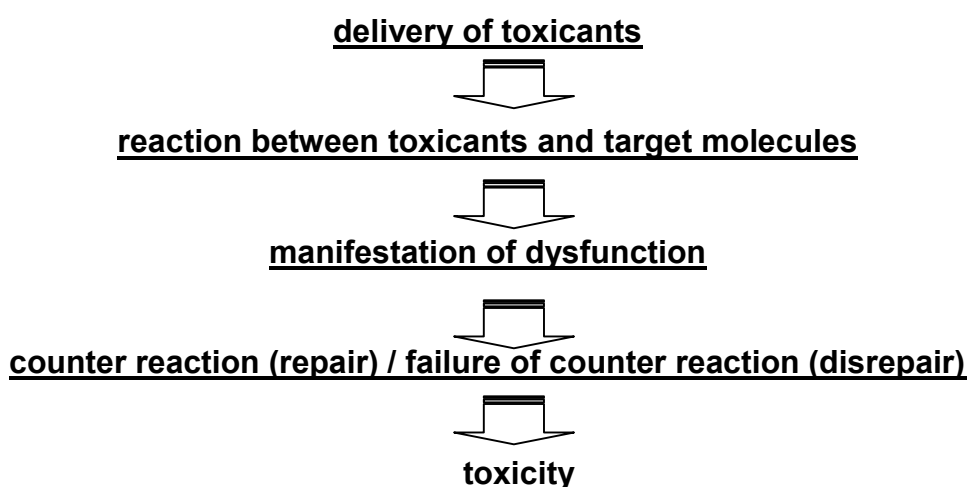 delivery of toxicants
reaction between toxicants and target molecules
manifestation of dysfunction
counter reaction (repair) / failure of counter reaction (disrepair)
toxicity